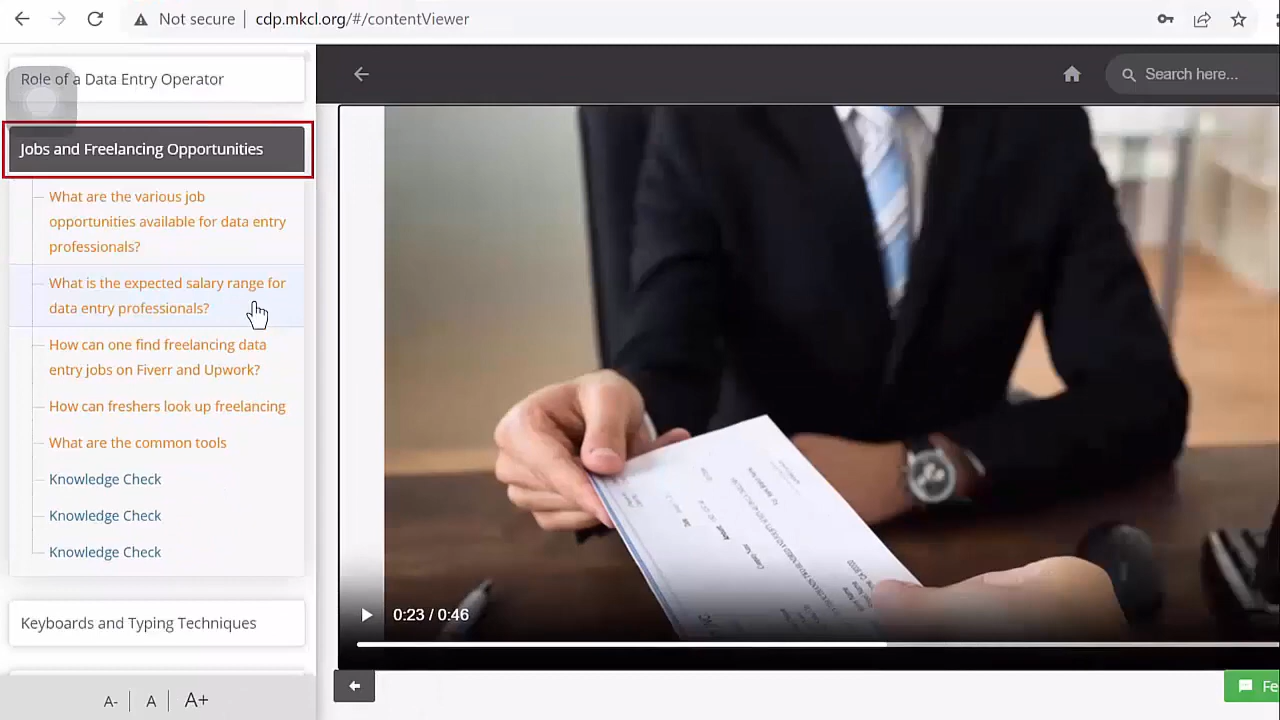 Not secure
cdp.mkcl.org/#/contentViewer
Role of a Data Entry Operator
Search here...
Jobs and Freelancing Opportunities
What are the various job
opportunities available for data entry
professionals?
What is the expected salary range for
data entry professionals?
How can one find freelancing data
entry jobs on Fiverr and Upwork?
How can freshers look up freelancing
What are the common tools
Knowledge Check
Knowledge Check
Knowledge Check
0:23 / 0:46
Keyboards and Typing Techniques
Fe
A- A A+